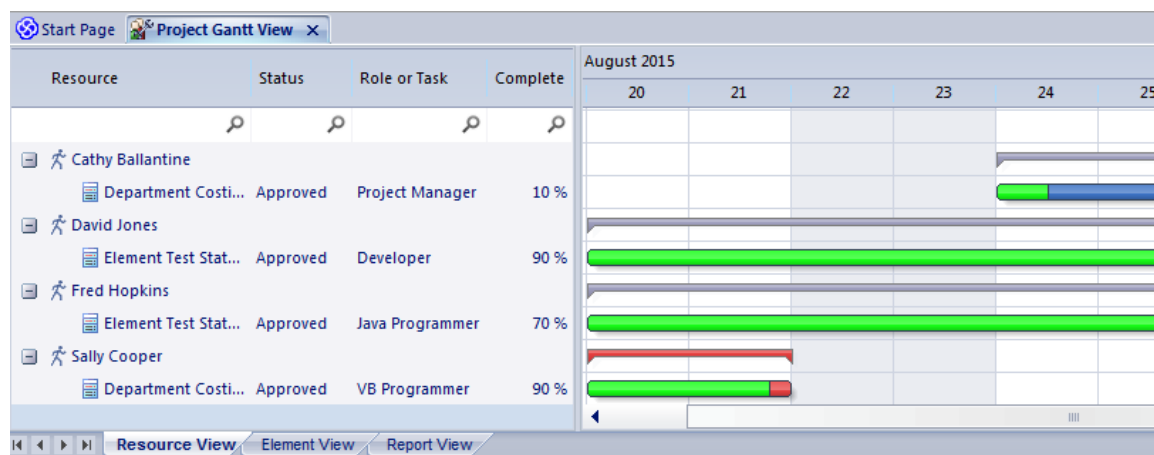 Start Page Project Gantt View X
August 2015
Resource Status Role or Task Complete
20 21 22 23 24 25
Cathy Ballantine
Department Costi... Approved Project Manager 10 %
David Jones
Element Test Stat... Approved Developer 90 %
Fred Hopkins
Element Test Stat... Approved Java Programmer 70 %
Sally Cooper
Department Costi... Approved VB Programmer 90 %
Resource View Element View Report View